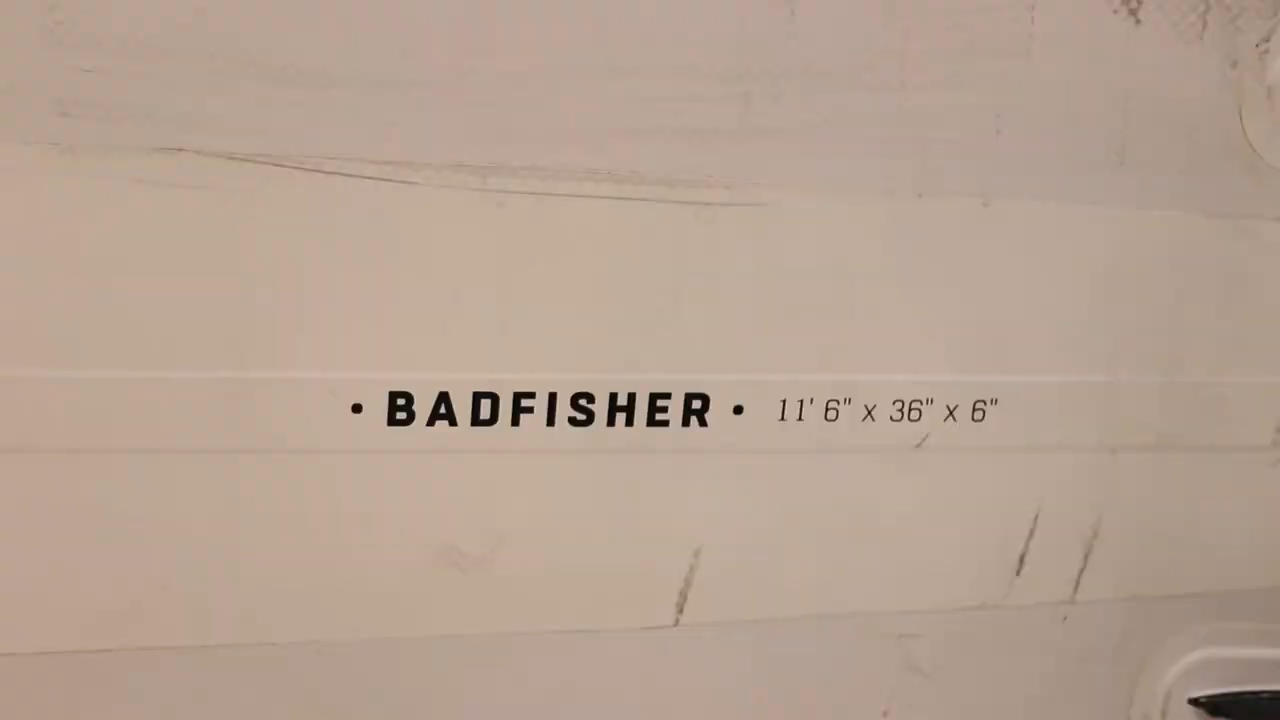 • BADFISHER • 11' 6" x 36" x 6"